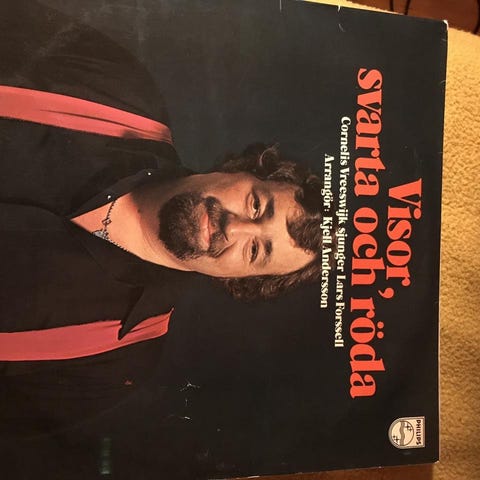 Visor,
svarta och röda
Cornelis Vreeswijk sjunger Lars Forssell
Arrangör: Kjell Andersson
PHILIPS